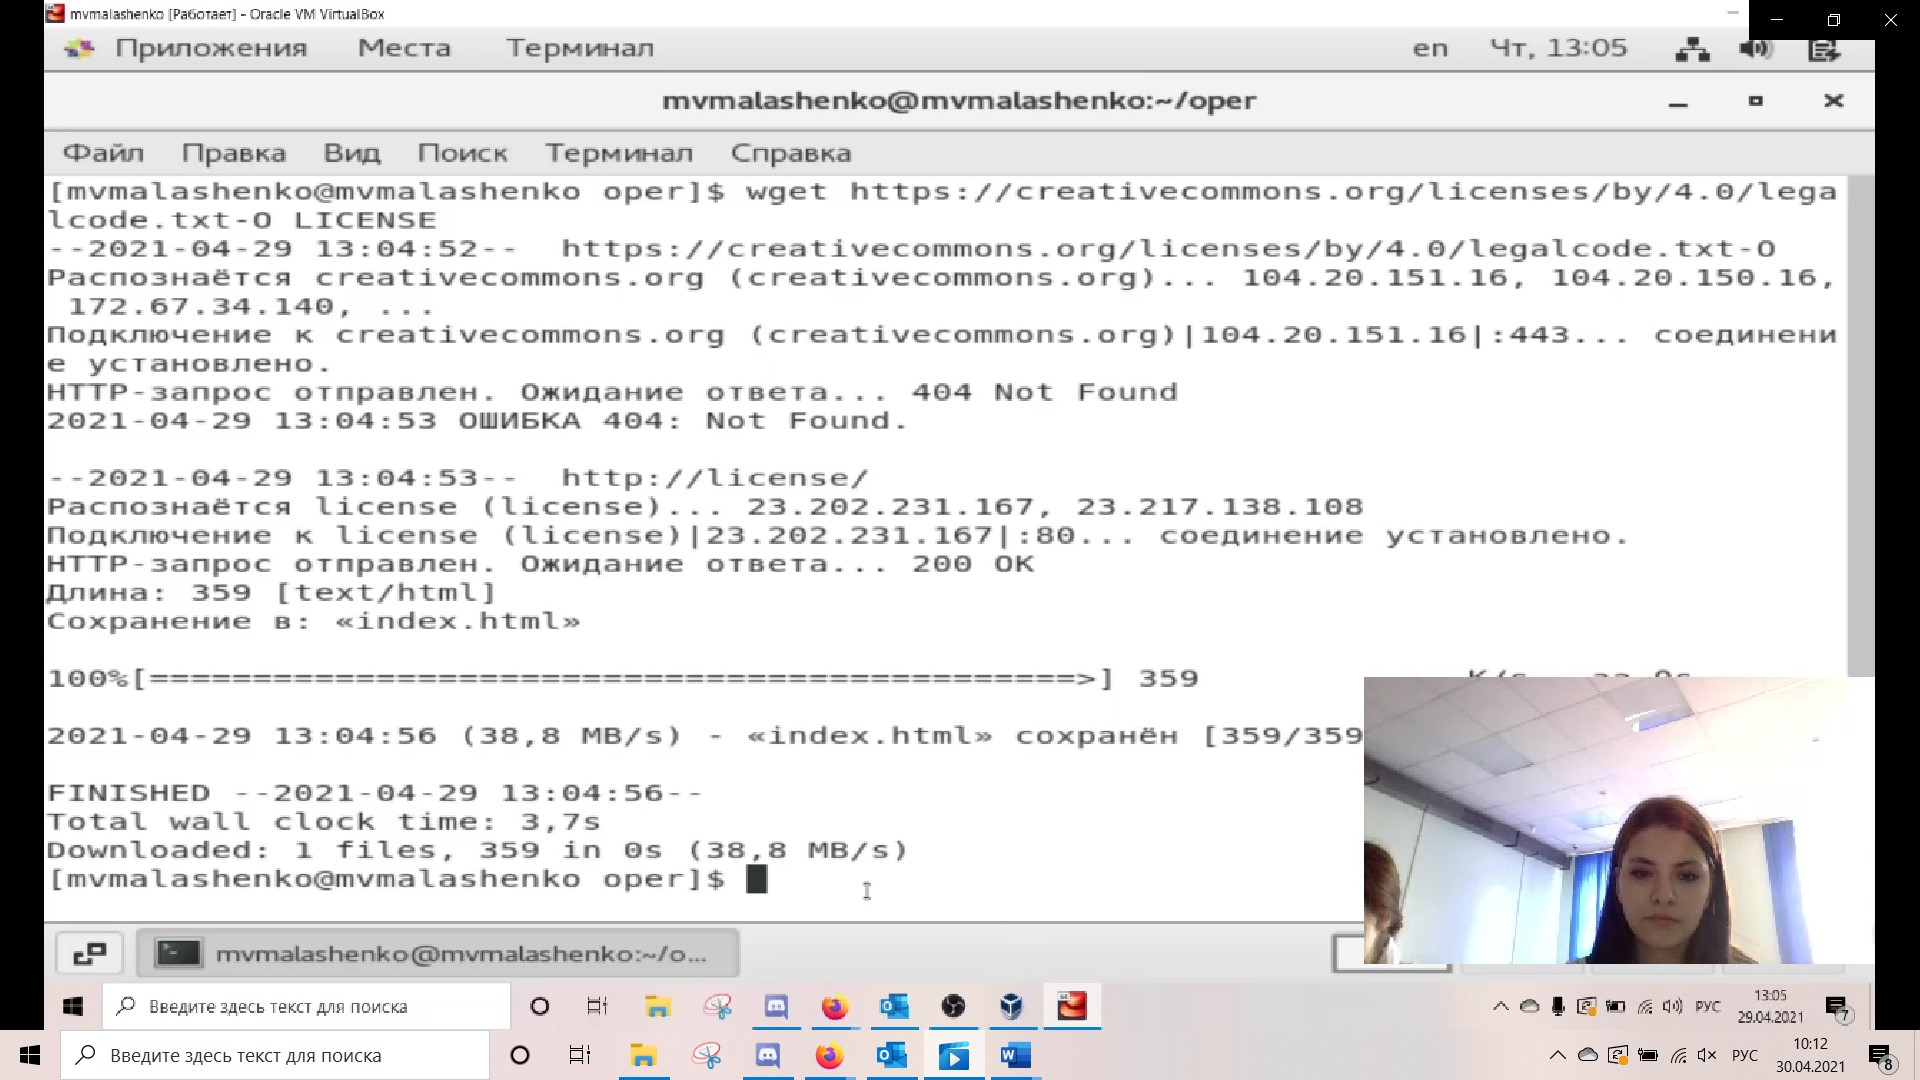 mvmalashenko [Работает] - Oracle VM VirtualBox
Приложения Места Терминал en Чт, 13:05
mvmalashenko@mvmalashenko:~/oper
Файл Правка Вид Поиск Терминал Справка
[mvmalashenko@mvmalashenko oper]$ wget https://creativecommons.org/licenses/by/4.0/lega
lcode.txt-O LICENSE
--2021-04-29 13:04:52-- https://creativecommons.org/licenses/by/4.0/legalcode.txt-O
Распознаётся creativecommons.org (creativecommons.org)... 104.20.151.16, 104.20.150.16,
172.67.34.140, ...
Подключение к creativecommons.org (creativecommons.org)|104.20.151.16|:443... соединени
е установлено.
HTTP-запрос отправлен. Ожидание ответа... 404 Not Found
2021-04-29 13:04:53 ОШИБКА 404: Not Found.
--2021-04-29 13:04:53-- http://license/
Распознаётся license (license)... 23.202.231.167, 23.217.138.108
Подключение к license (license)|23.202.231.167|:80... соединение установлено.
HTTP-запрос отправлен. Ожидание ответа... 200 OK
Длина: 359 [text/html]
Сохранение в: «index.html»
100%[=============================================>] 359
2021-04-29 13:04:56 (38,8 MB/s) - «index.html» сохранён [359/359
FINISHED --2021-04-29 13:04:56--
Total wall clock time: 3,7s
Downloaded: 1 files, 359 in 0s (38,8 MB/s)
[mvmalashenko@mvmalashenko oper]$
mvmalashenko@mvmalashenko:~/o...
Введите здесь текст для поиска РУС 13:05 7
29.04.2021
Введите здесь текст для поиска РУС 10:12 8
30.04.2021